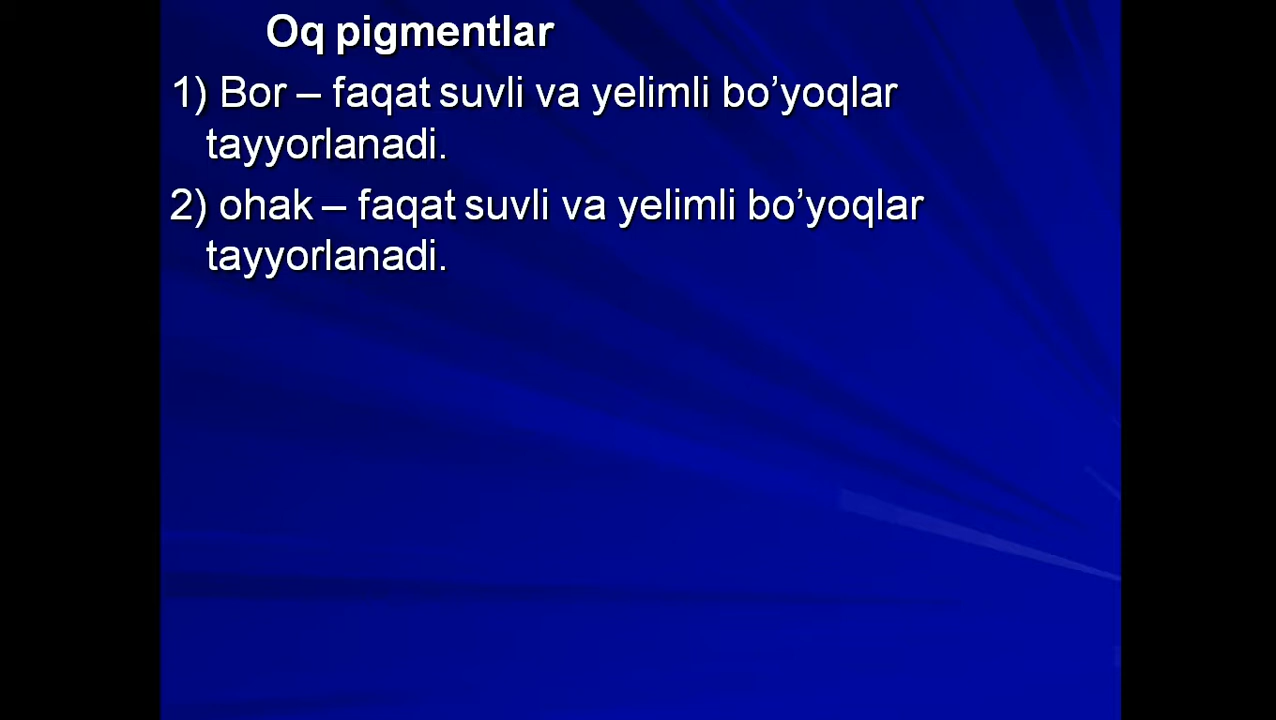 Oq pigmentlar
1) Bor – faqat suvli va yelimli bo’yoqlar
tayyorlanadi.
2) ohak – faqat suvli va yelimli bo’yoqlar
tayyorlanadi.